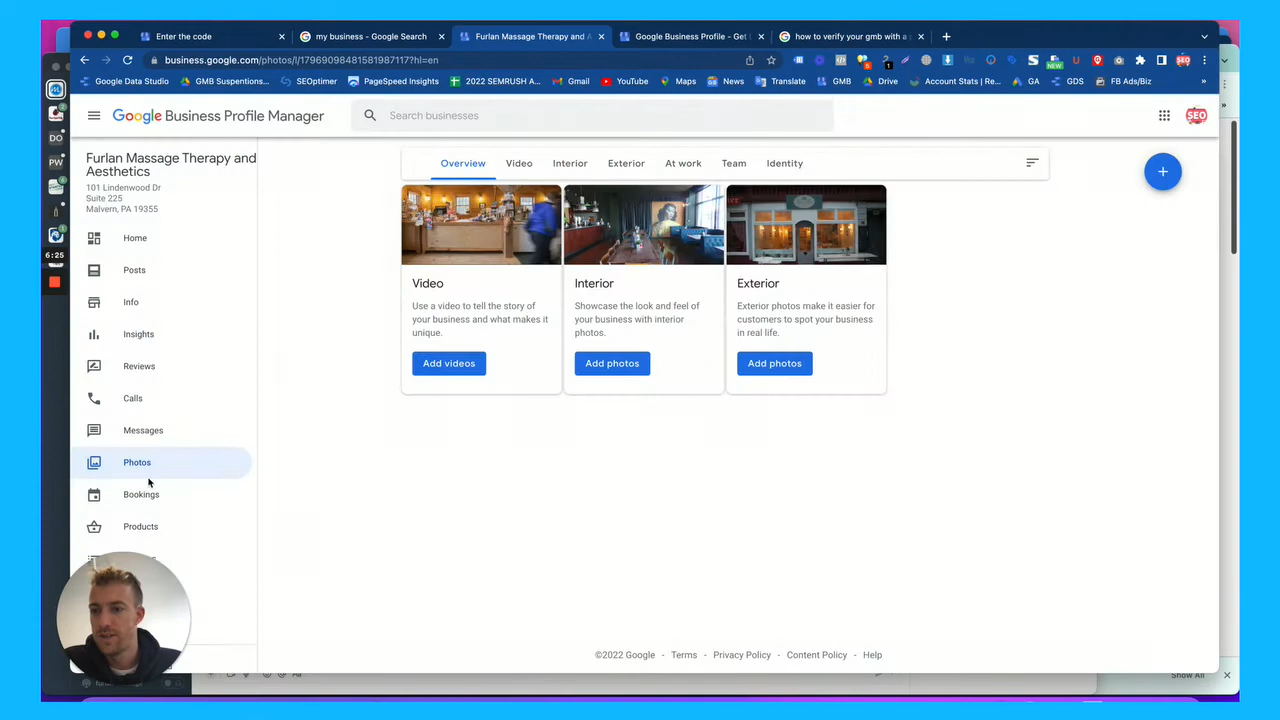 Enter the code
my business - Google Search
Furlan Massage Therapy and A
Google Business Profile - Get L
how to verify your gmb with a p
business.google.com/photos/l/17969098481581987117?hl=en
Google Data Studio
GMB Suspention...
SEOptimer
PageSpeed Insights
2022 SEMRUSH A...
Gmail
YouTube
Maps
News
Translate
GMB
Drive
Account Stats | Re...
GA
GDS
FB Ads/Biz
»
Google Business Profile Manager
Search businesses
SEO
Furlan Massage Therapy and
Aesthetics
101 Lindenwood Dr
Suite 225
Malvern, PA 19355
DO
PW
6:25
Home
Posts
Info
Insights
Reviews
Calls
Messages
Photos
Bookings
Products
Overview
Video
Interior
Exterior
At work
Team
Identity
Video
Use a video to tell the story of
your business and what makes it
unique.
Add videos
Interior
Showcase the look and feel of
your business with interior
photos.
Add photos
Exterior
Exterior photos make it easier for
customers to spot your business
in real life.
Add photos
©2022 Google - Terms - Privacy Policy - Content Policy - Help
Show All